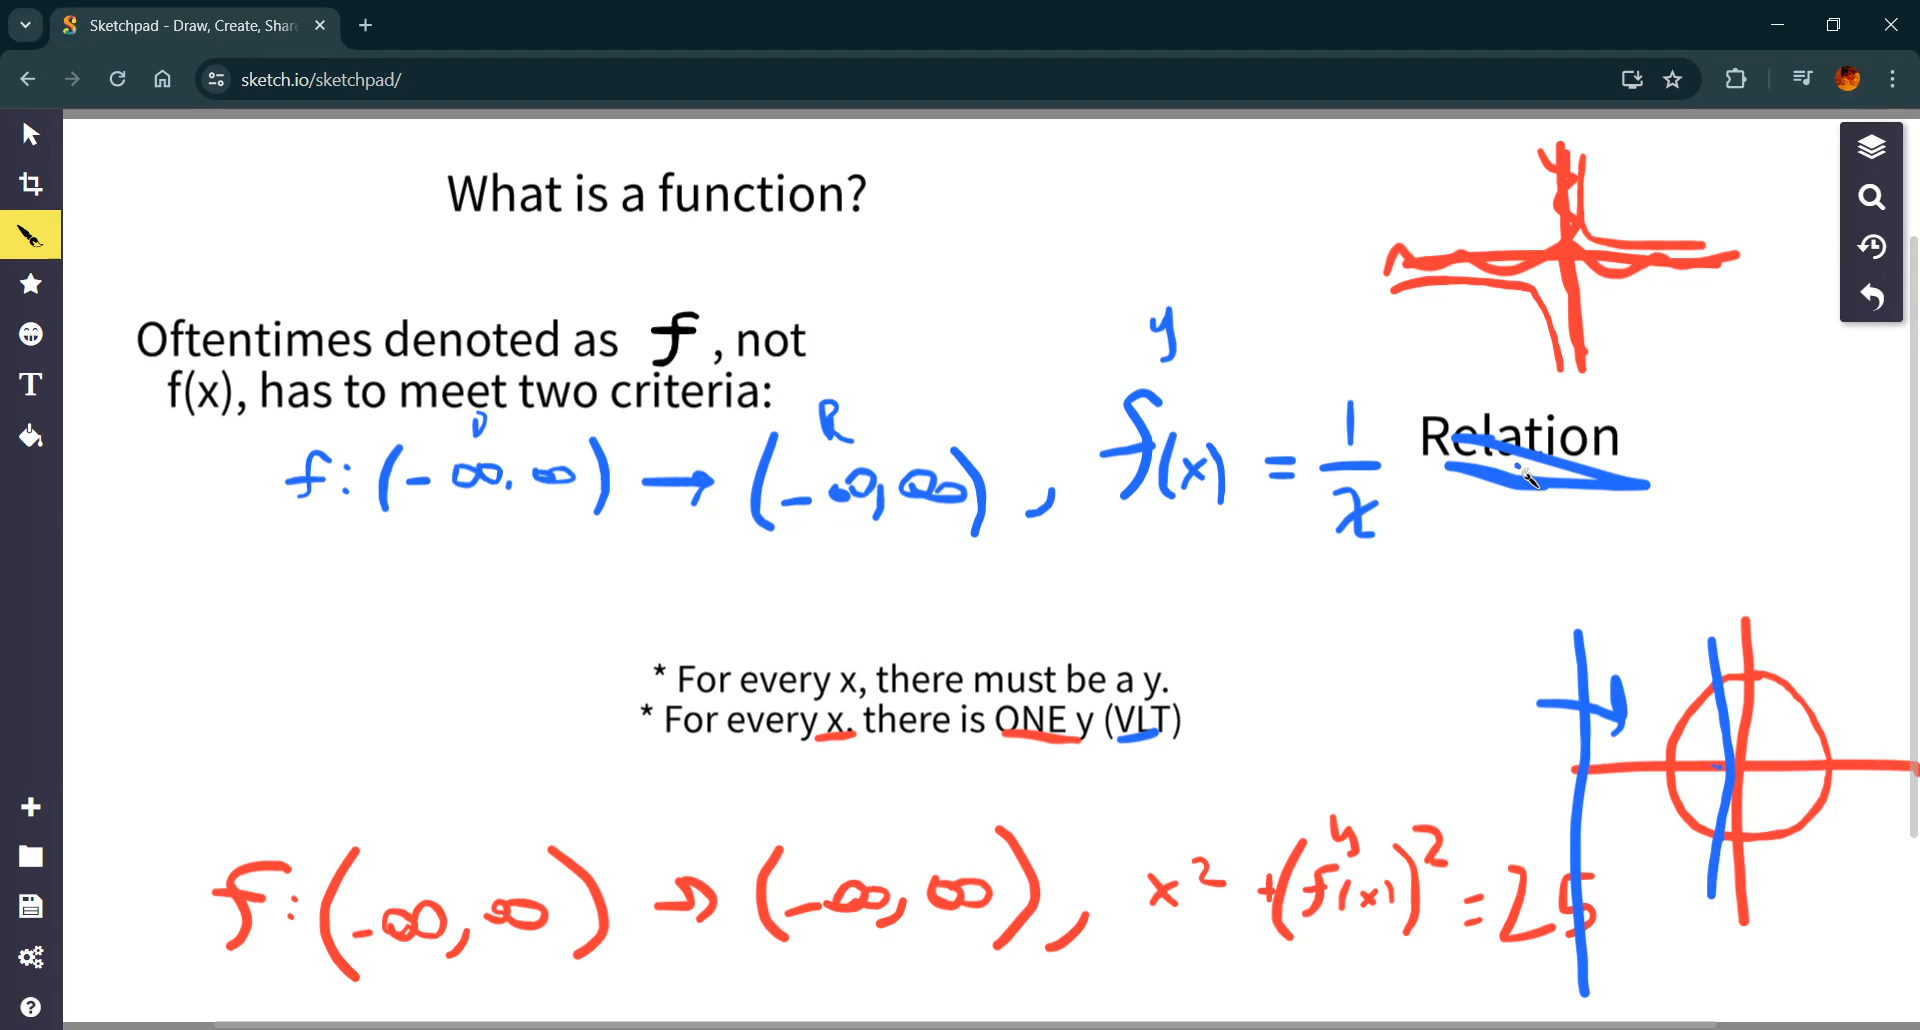 Sketchpad - Draw, Create, Shar
sketch.io/sketchpad/
What is a function?
Oftentimes denoted as f , not
f(x), has to meet two criteria:
y
D R
f: (-∞, ∞) → (-∞, ∞) , f(x) = 1/x
Relation
* For every x, there must be a y.
* For every x, there is ONE y (VLT)
y
f: (-∞, ∞) → (-∞, ∞) , x² + (f(x))² = 25
T